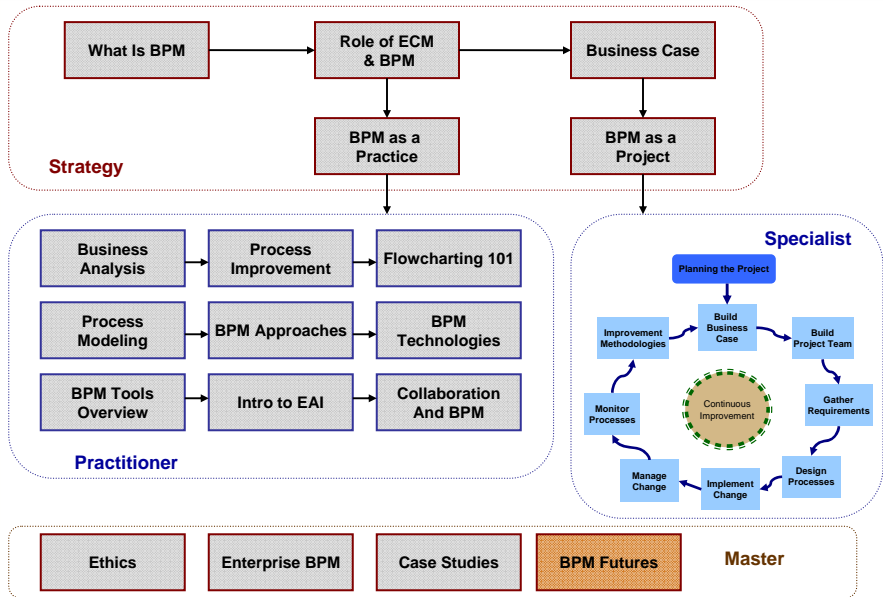 What Is BPM
Role of ECM
& BPM
Business Case
BPM as a
Practice
BPM as a
Project
Strategy
Business
Analysis
Process
Improvement
Flowcharting 101
Process
Modeling
BPM Approaches
BPM
Technologies
BPM Tools
Overview
Intro to EAI
Collaboration
And BPM
Practitioner
Specialist
Planning the Project
Build
Business
Case
Build
Project Team
Gather
Requirements
Design
Processes
Implement
Change
Manage
Change
Monitor
Processes
Improvement
Methodologies
Continuous
Improvement
Ethics
Enterprise BPM
Case Studies
BPM Futures
Master